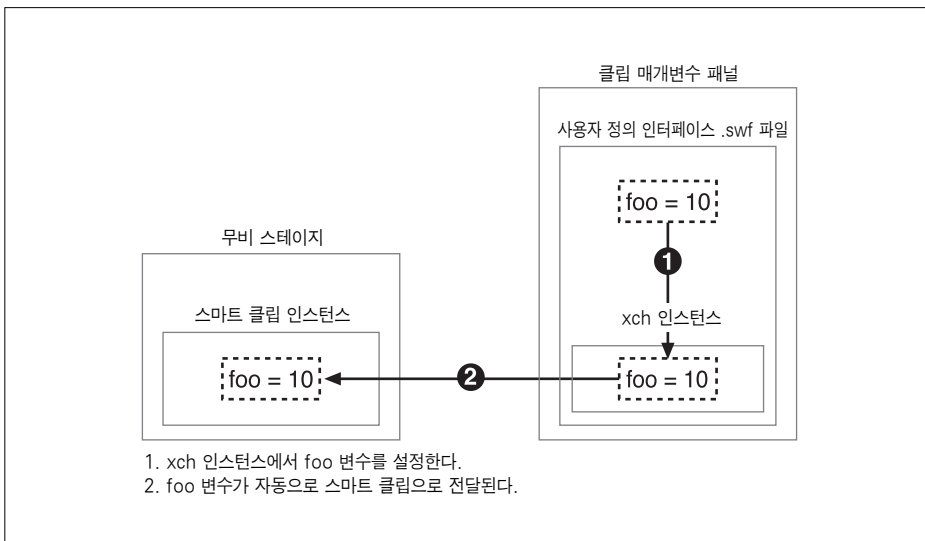 클립 매개변수 패널
사용자 정의 인터페이스 .swf 파일
foo = 10
1
무비 스테이지
스마트 클립 인스턴스
xch 인스턴스
foo = 10
2
foo = 10
1. xch 인스턴스에서 foo 변수를 설정한다.
2. foo 변수가 자동으로 스마트 클립으로 전달된다.